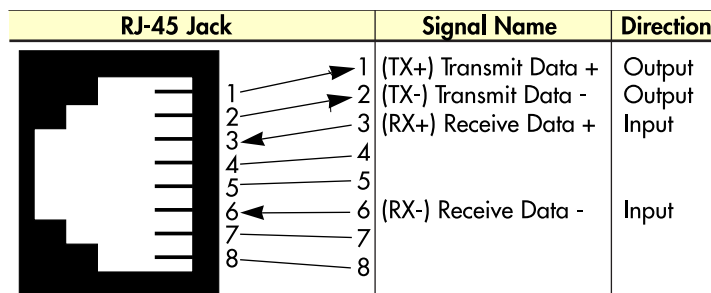 RJ-45 Jack Signal Name Direction
1 1 (TX+) Transmit Data + Output
2 2 (TX-) Transmit Data - Output
3 3 (RX+) Receive Data + Input
4 4
5 5
6 6 (RX-) Receive Data - Input
7 7
8 8